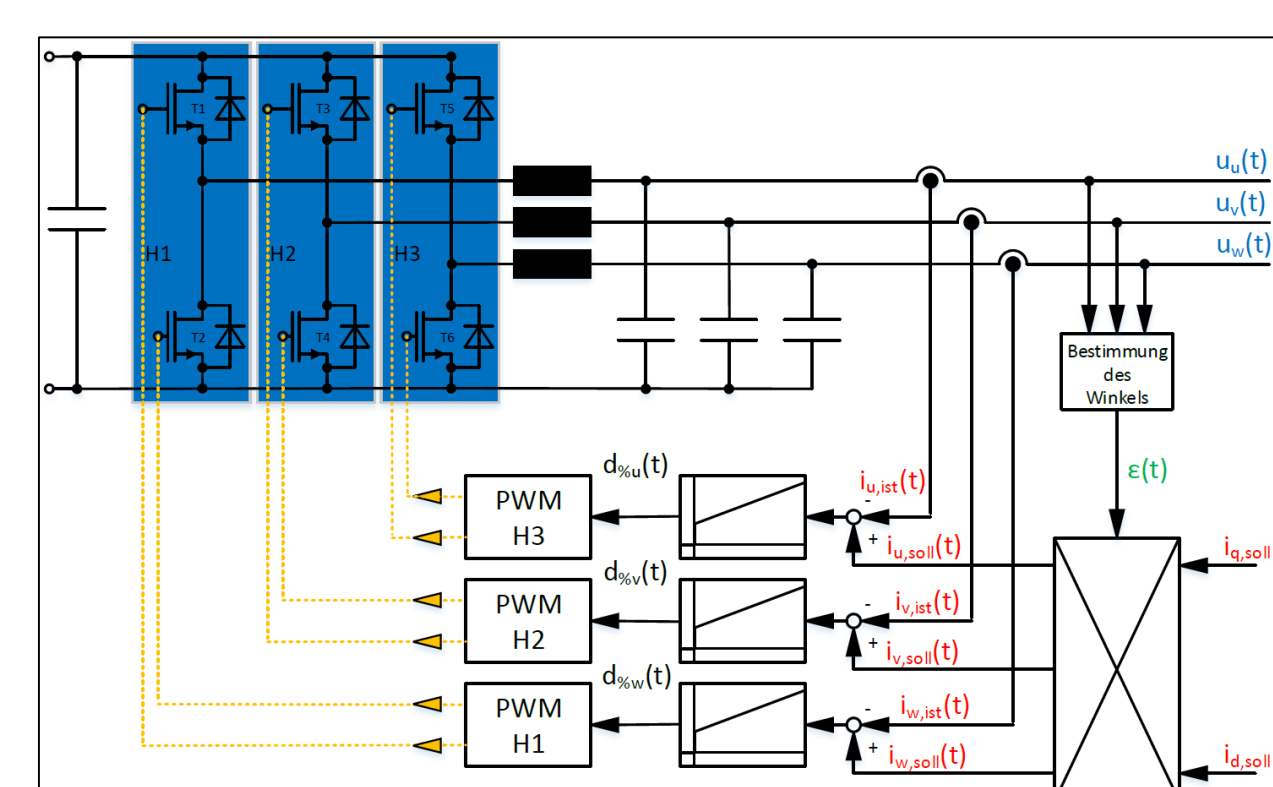 T1
T3
T5
H1
H2
H3
T2
T4
T6
uu(t)
uv(t)
uw(t)
Bestimmung
des
Winkels
ε(t)
d%u(t)
PWM
H3
iu,ist(t)
-
+
iu,soll(t)
iq,soll
d%v(t)
PWM
H2
iv,ist(t)
-
+
iv,soll(t)
d%w(t)
PWM
H1
iw,ist(t)
-
+
iw,soll(t)
id,soll